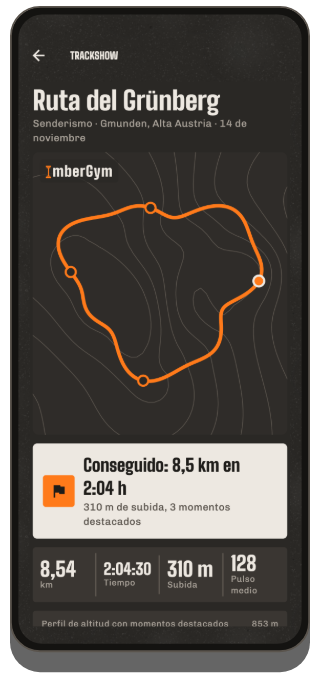 TRACKSHOW
Ruta del Grünberg
Senderismo · Gmunden, Alta Austria · 14 de
noviembre
ImberGym
Conseguido: 8,5 km en
2:04 h
310 m de subida, 3 momentos
destacados
8,54
km
2:04:30
Tiempo
310 m
Subida
128
Pulso
medio
Perfil de altitud con momentos destacados 853 m